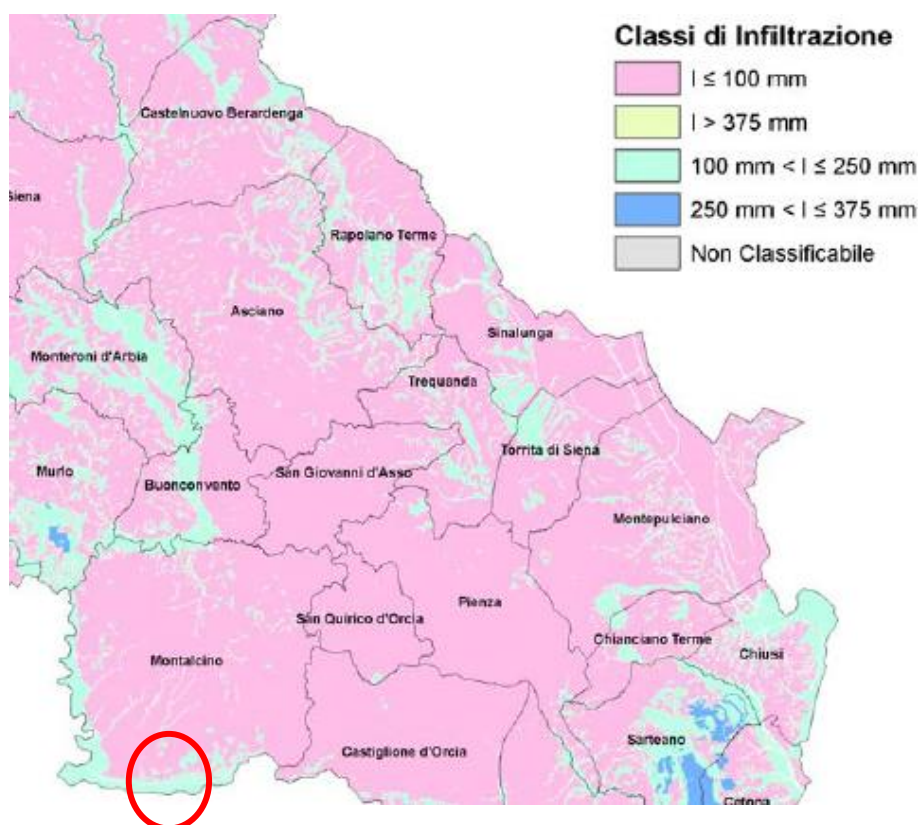 Classi di Infiltrazione
I ≤ 100 mm
I > 375 mm
100 mm < I ≤ 250 mm
250 mm < I ≤ 375 mm
Non Classificabile
Castelnuovo Berardenga
Siena
Rapolano Terme
Asciano
Sinalunga
Monteroni d'Arbia
Trequanda
Torrita di Siena
Murlo
Buonconvento
San Giovanni d'Asso
Montepulciano
Pienza
San Quirico d'Orcia
Chianciano Terme
Chiusi
Montalcino
Sarteano
Castiglione d'Orcia
Cetona